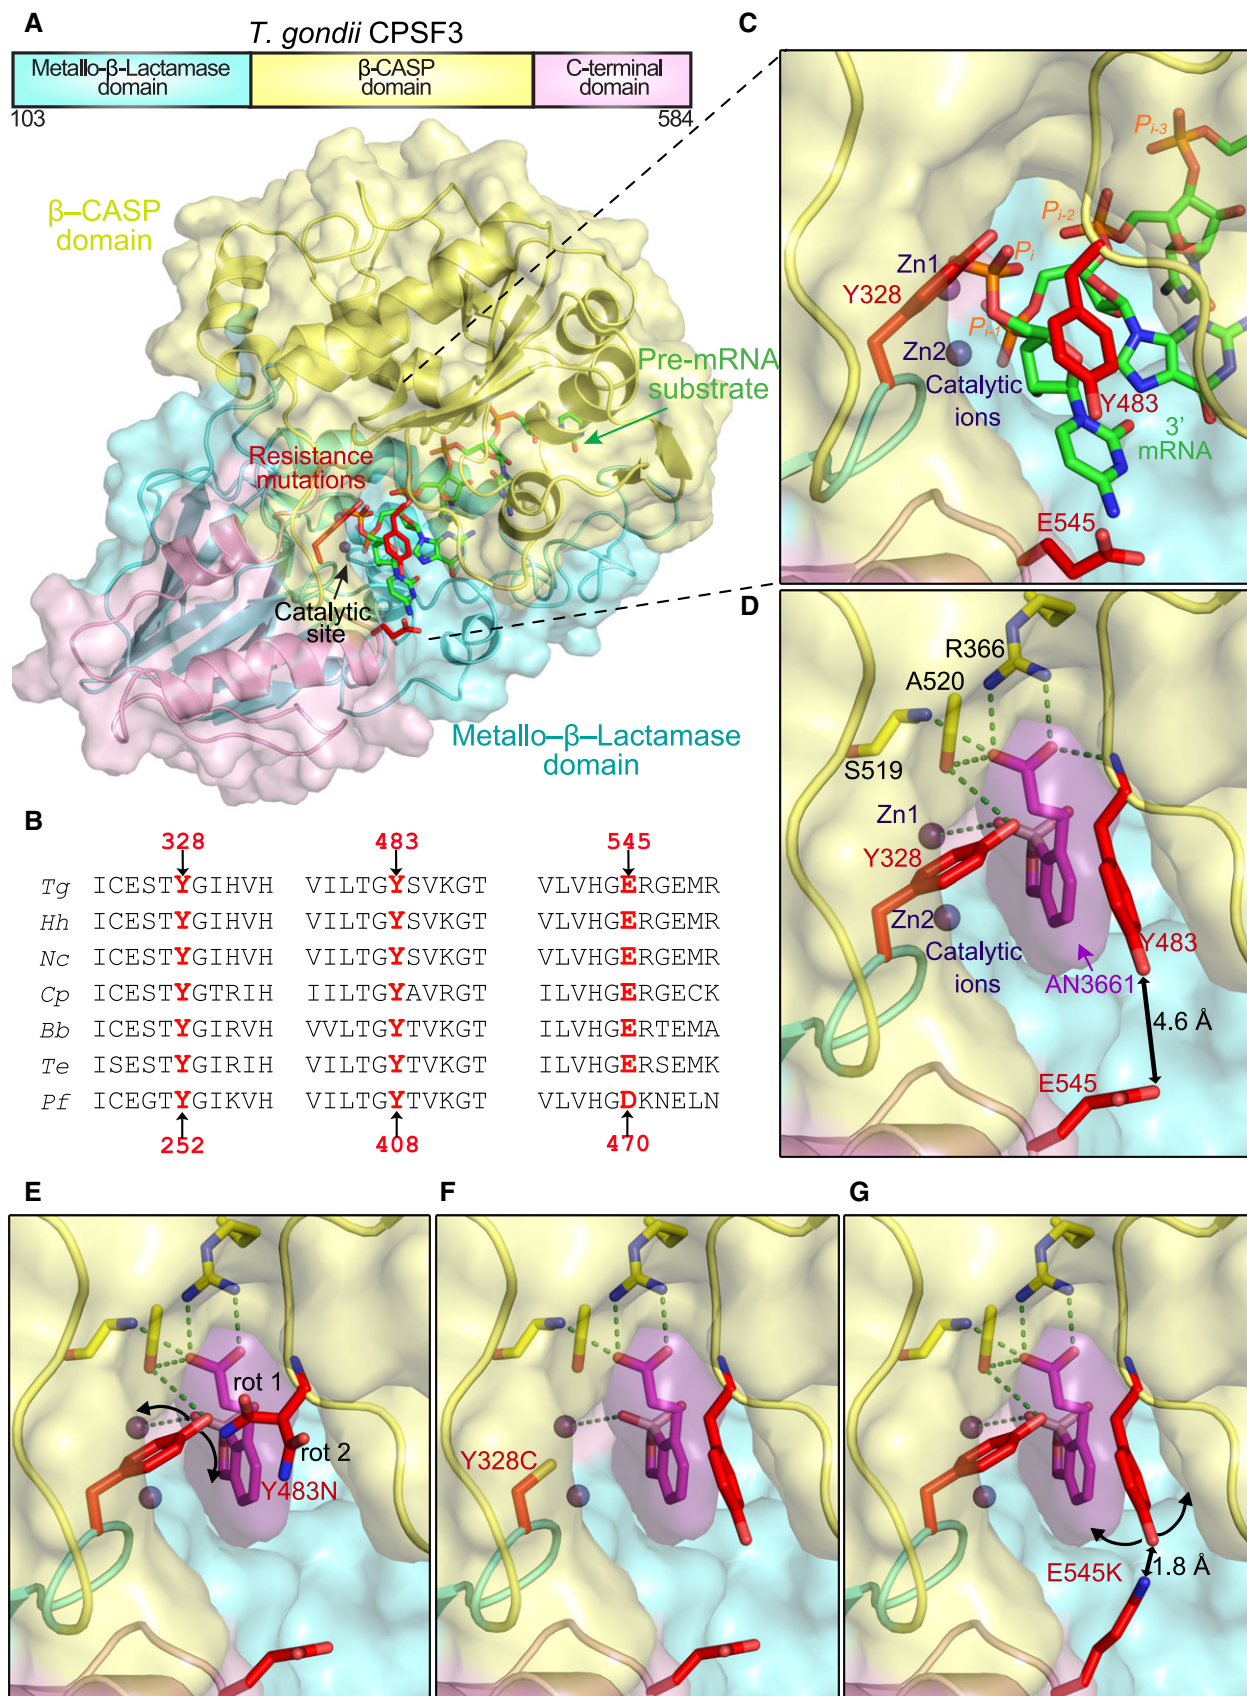 A
T. gondii CPSF3
Metallo-β-Lactamase domain
β-CASP domain
C-terminal domain
103
584
β–CASP domain
Pre-mRNA substrate
Resistance mutations
Catalytic site
Metallo–β–Lactamase domain
B
328 483 545
Tg ICESTYGIHVH VILTGYSVKGT VLVHGERGEMR
Hh ICESTYGIHVH VILTGYSVKGT VLVHGERGEMR
Nc ICESTYGIHVH VILTGYSVKGT VLVHGERGEMR
Cp ICESTYGTRIH IILTGYAVRGT ILVHGERGECK
Bb ICESTYGIRVH VVLTGYTVKGT ILVHGERTEMA
Te ISESTYGIRIH VILTGYTVKGT ILVHGERSEMK
Pf ICEGTYGIKVH VILTGYTVKGT VLVHGDKNELN
252 408 470
C
Pi-3
Pi-2
Zn1
Pi
Y328
Pi-1
Zn2
Catalytic ions
Y483
3' mRNA
E545
D
R366
A520
S519
Zn1
Y328
Zn2
Catalytic ions
Y483
AN3661
4.6 Å
E545
E
rot 1
rot 2
Y483N
F
Y328C
G
E545K
1.8 Å